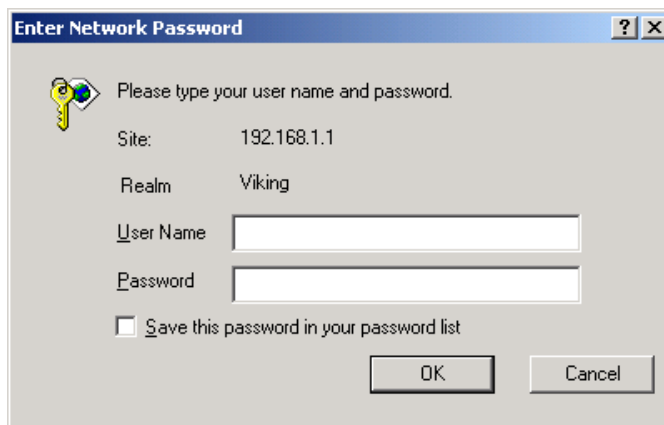 Enter Network Password
Please type your user name and password.
Site: 192.168.1.1
Realm Viking
User Name
Password
Save this password in your password list
OK Cancel